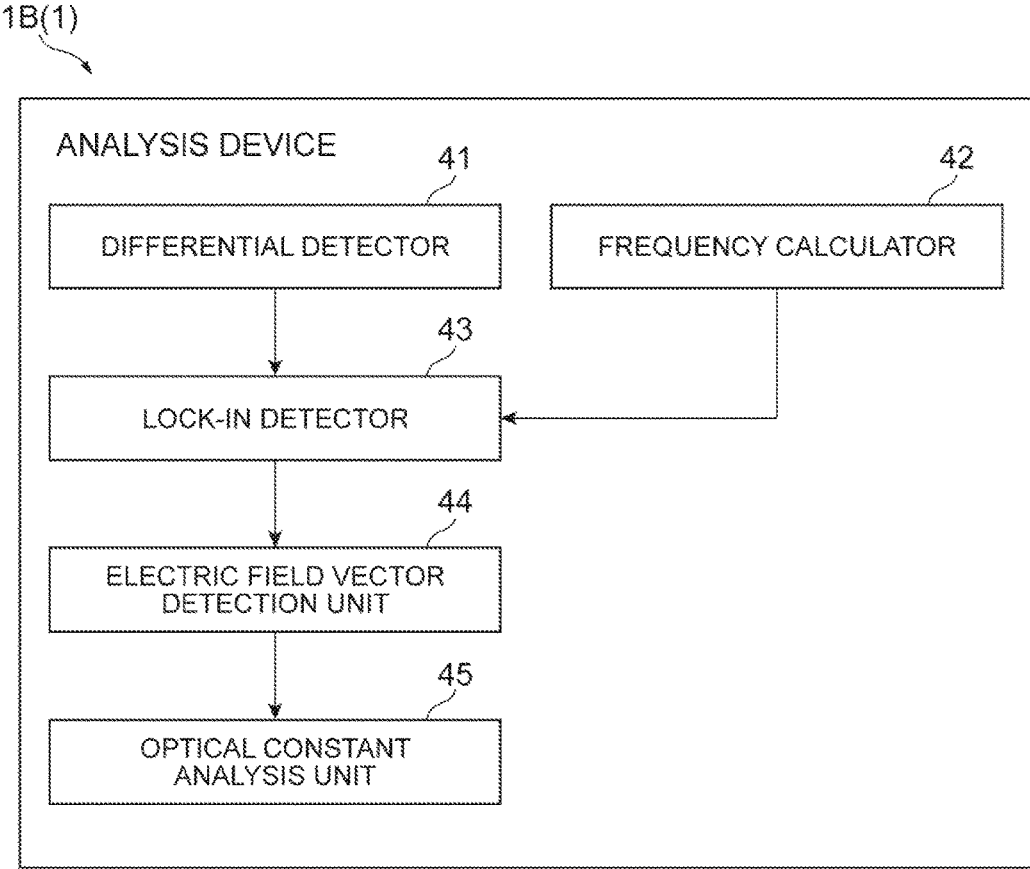 1B(1)
ANALYSIS DEVICE
41
42
DIFFERENTIAL DETECTOR
FREQUENCY CALCULATOR
43
LOCK-IN DETECTOR
44
ELECTRIC FIELD VECTOR
DETECTION UNIT
45
OPTICAL CONSTANT
ANALYSIS UNIT